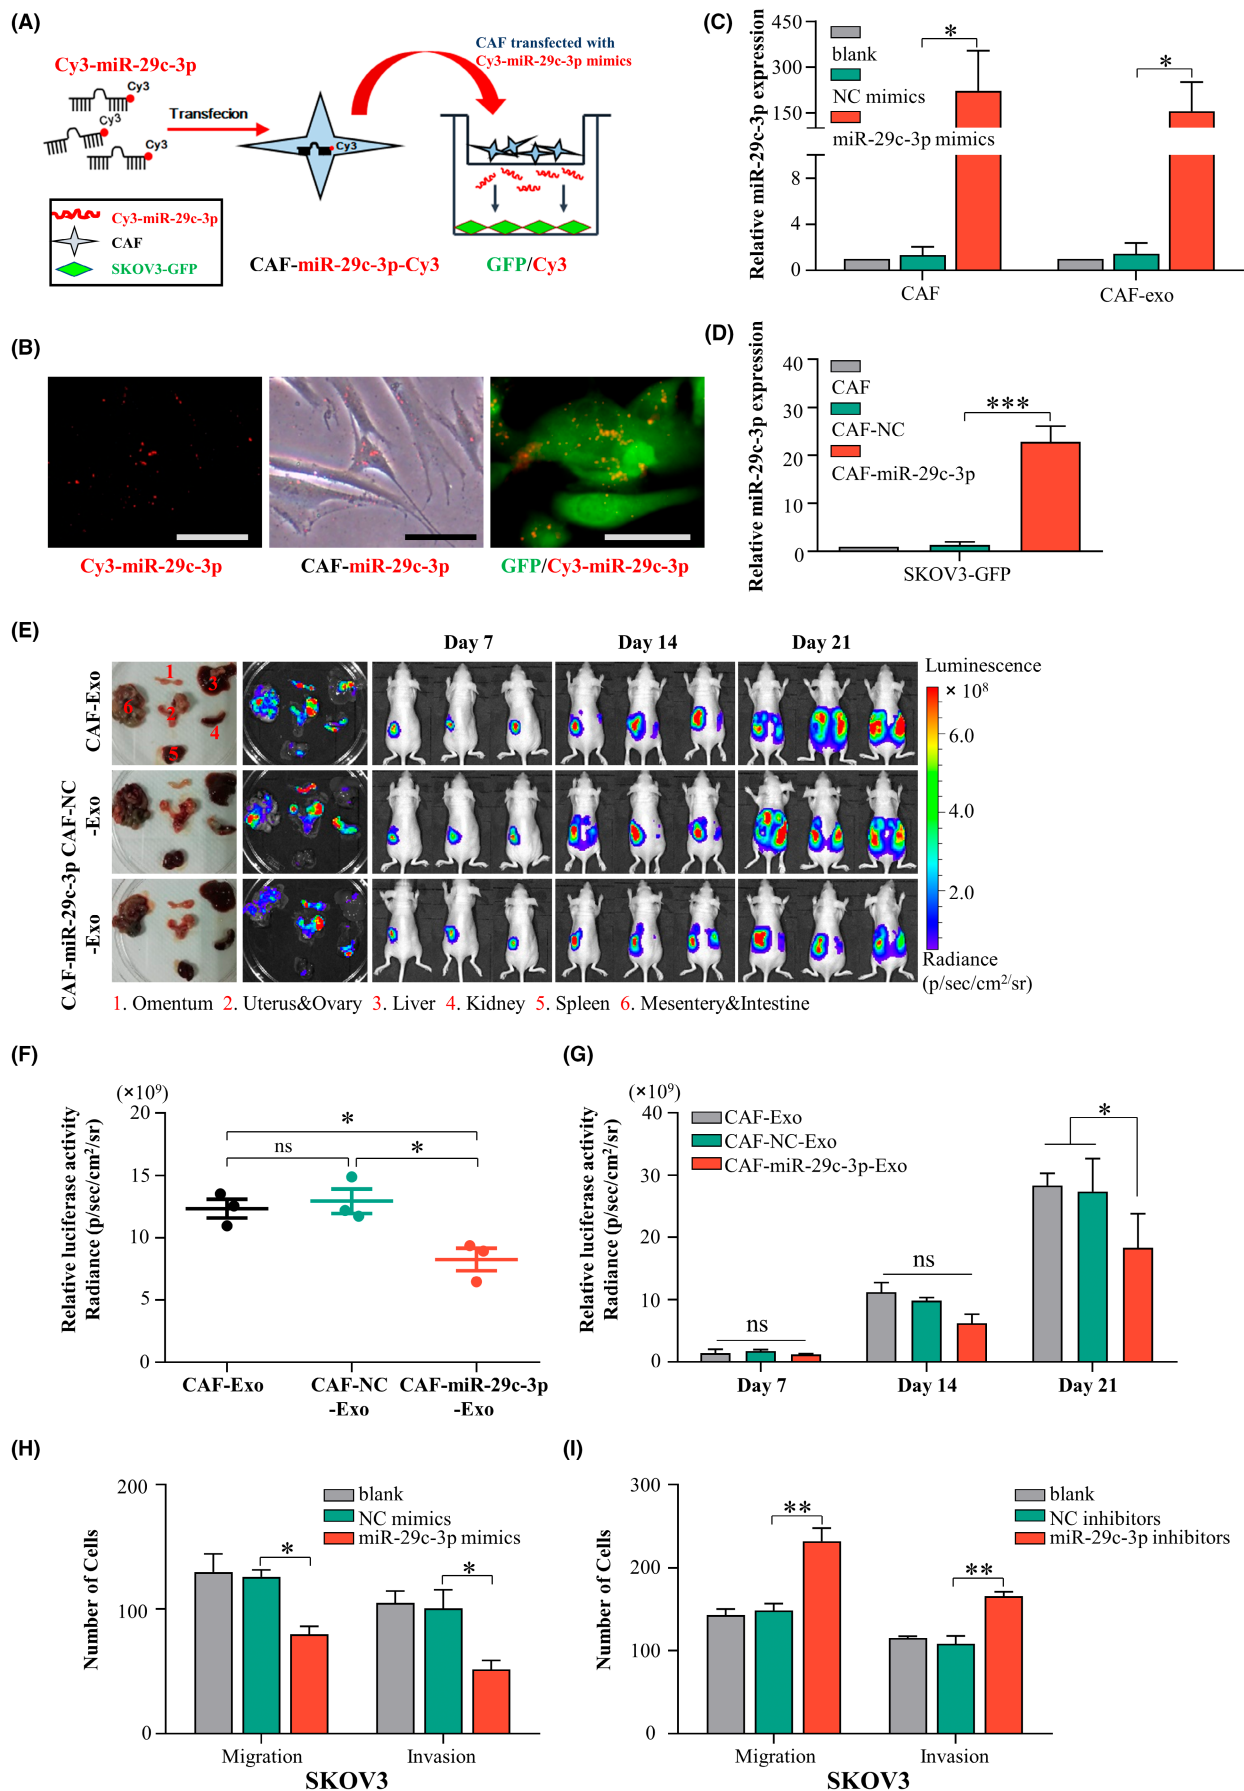 (A)
Cy3-miR-29c-3p
Cy3
Cy3
Cy3
Transfecion
Cy3
CAF transfected with
Cy3-miR-29c-3p mimics
Cy3-miR-29c-3p
CAF
SKOV3-GFP
CAF-miR-29c-3p-Cy3
GFP/Cy3
(B)
Cy3-miR-29c-3p
CAF-miR-29c-3p
GFP/Cy3-miR-29c-3p
(C)
Relative miR-29c-3p expression
450
300
150
8
4
0
blank
NC mimics
miR-29c-3p mimics
*
*
CAF
CAF-exo
(D)
Relative miR-29c-3p expression
40
30
20
10
0
CAF
CAF-NC
CAF-miR-29c-3p
***
SKOV3-GFP
(E)
Day 7
Day 14
Day 21
CAF-Exo
CAF-NC
-Exo
CAF-miR-29c-3p
-Exo
1
2
3
4
5
6
Luminescence
× 10⁸
6.0
4.0
2.0
Radiance
(p/sec/cm²/sr)
1. Omentum 2. Uterus&Ovary 3. Liver 4. Kidney 5. Spleen 6. Mesentery&Intestine
(F)
(×10⁹)
Relative luciferase activity
Radiance (p/sec/cm²/sr)
20
15
10
5
0
*
ns
*
CAF-Exo
CAF-NC
-Exo
CAF-miR-29c-3p
-Exo
(G)
(×10⁹)
Relative luciferase activity
Radiance (p/sec/cm²/sr)
40
30
20
10
0
CAF-Exo
CAF-NC-Exo
CAF-miR-29c-3p-Exo
ns
ns
*
Day 7
Day 14
Day 21
(H)
Number of Cells
200
100
0
blank
NC mimics
miR-29c-3p mimics
*
*
Migration
Invasion
SKOV3
(I)
Number of Cells
300
200
100
0
blank
NC inhibitors
miR-29c-3p inhibitors
**
**
Migration
Invasion
SKOV3